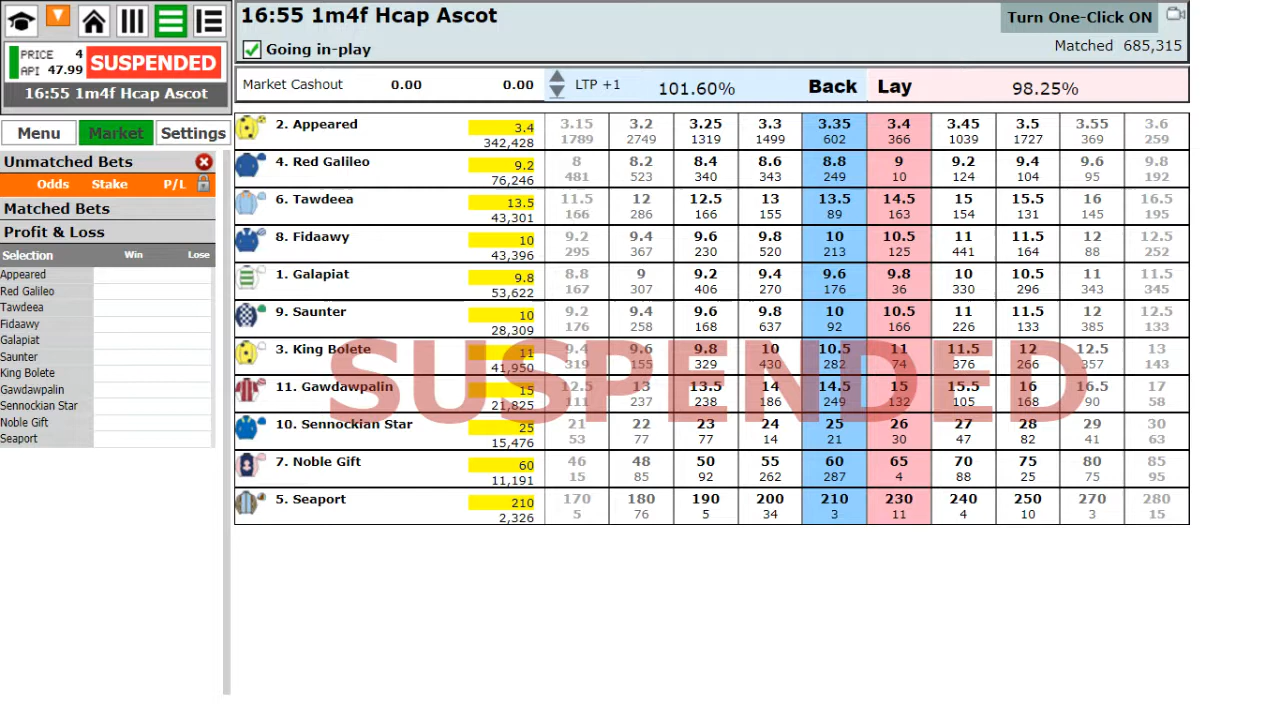 16:55 1m4f Hcap Ascot
Turn One-Click ON
Going in-play
Matched 685,315
PRICE 4
API 47.99
SUSPENDED
16:55 1m4f Hcap Ascot
Market Cashout 0.00 0.00 LTP +1 101.60% Back Lay 98.25%
Menu Market Settings
Unmatched Bets
Odds Stake P/L
Matched Bets
Profit & Loss
Selection Win Lose
Appeared
Red Galileo
Tawdeea
Fidaawy
Galapiat
Saunter
King Bolete
Gawdawpalin
Sennockian Star
Noble Gift
Seaport
2. Appeared 3.4 3.15 3.2 3.25 3.3 3.35 3.4 3.45 3.5 3.55 3.6
342,428 1789 2749 1319 1499 602 366 1039 1727 369 259
4. Red Galileo 9.2 8 8.2 8.4 8.6 8.8 9 9.2 9.4 9.6 9.8
76,246 481 523 340 343 249 10 124 104 95 192
6. Tawdeea 13.5 11.5 12 12.5 13 13.5 14.5 15 15.5 16 16.5
43,301 166 286 166 155 89 163 154 131 145 195
8. Fidaawy 10 9.2 9.4 9.6 9.8 10 10.5 11 11.5 12 12.5
43,396 295 367 230 520 213 125 441 164 88 252
1. Galapiat 9.8 8.8 9 9.2 9.4 9.6 9.8 10 10.5 11 11.5
53,622 167 307 406 270 176 36 330 296 343 345
9. Saunter 10 9.2 9.4 9.6 9.8 10 10.5 11 11.5 12 12.5
28,309 176 258 168 637 92 166 226 133 385 133
3. King Bolete 11 9.4 9.6 9.8 10 10.5 11 11.5 12 12.5 13
41,950 319 155 329 430 282 74 376 266 357 143
SUSPENDED
11. Gawdawpalin 15 12.5 13 13.5 14 14.5 15 15.5 16 16.5 17
21,825 111 237 238 186 249 132 105 168 90 58
10. Sennockian Star 25 21 22 23 24 25 26 27 28 29 30
15,476 53 77 77 14 21 30 47 82 41 63
7. Noble Gift 60 46 48 50 55 60 65 70 75 80 85
11,191 15 85 92 262 287 4 88 25 75 95
5. Seaport 210 170 180 190 200 210 230 240 250 270 280
2,326 5 76 5 34 3 11 4 10 3 15